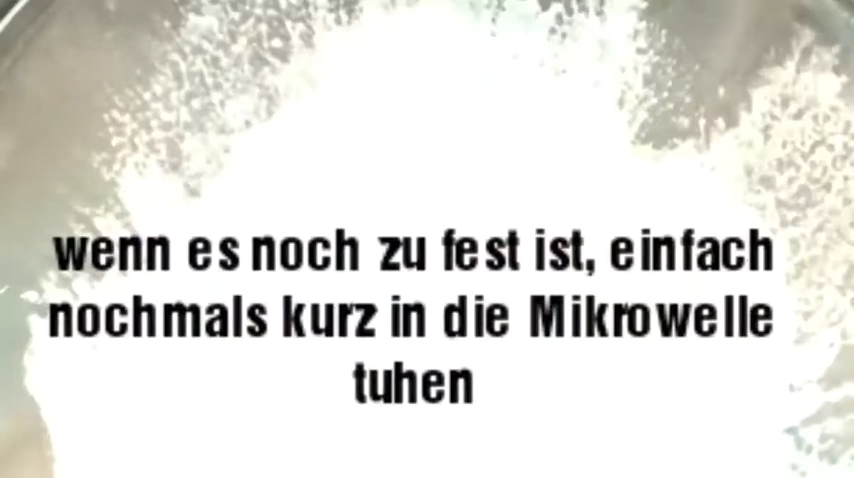 wenn es noch zu fest ist, einfach
nochmals kurz in die Mikrowelle
tuhen